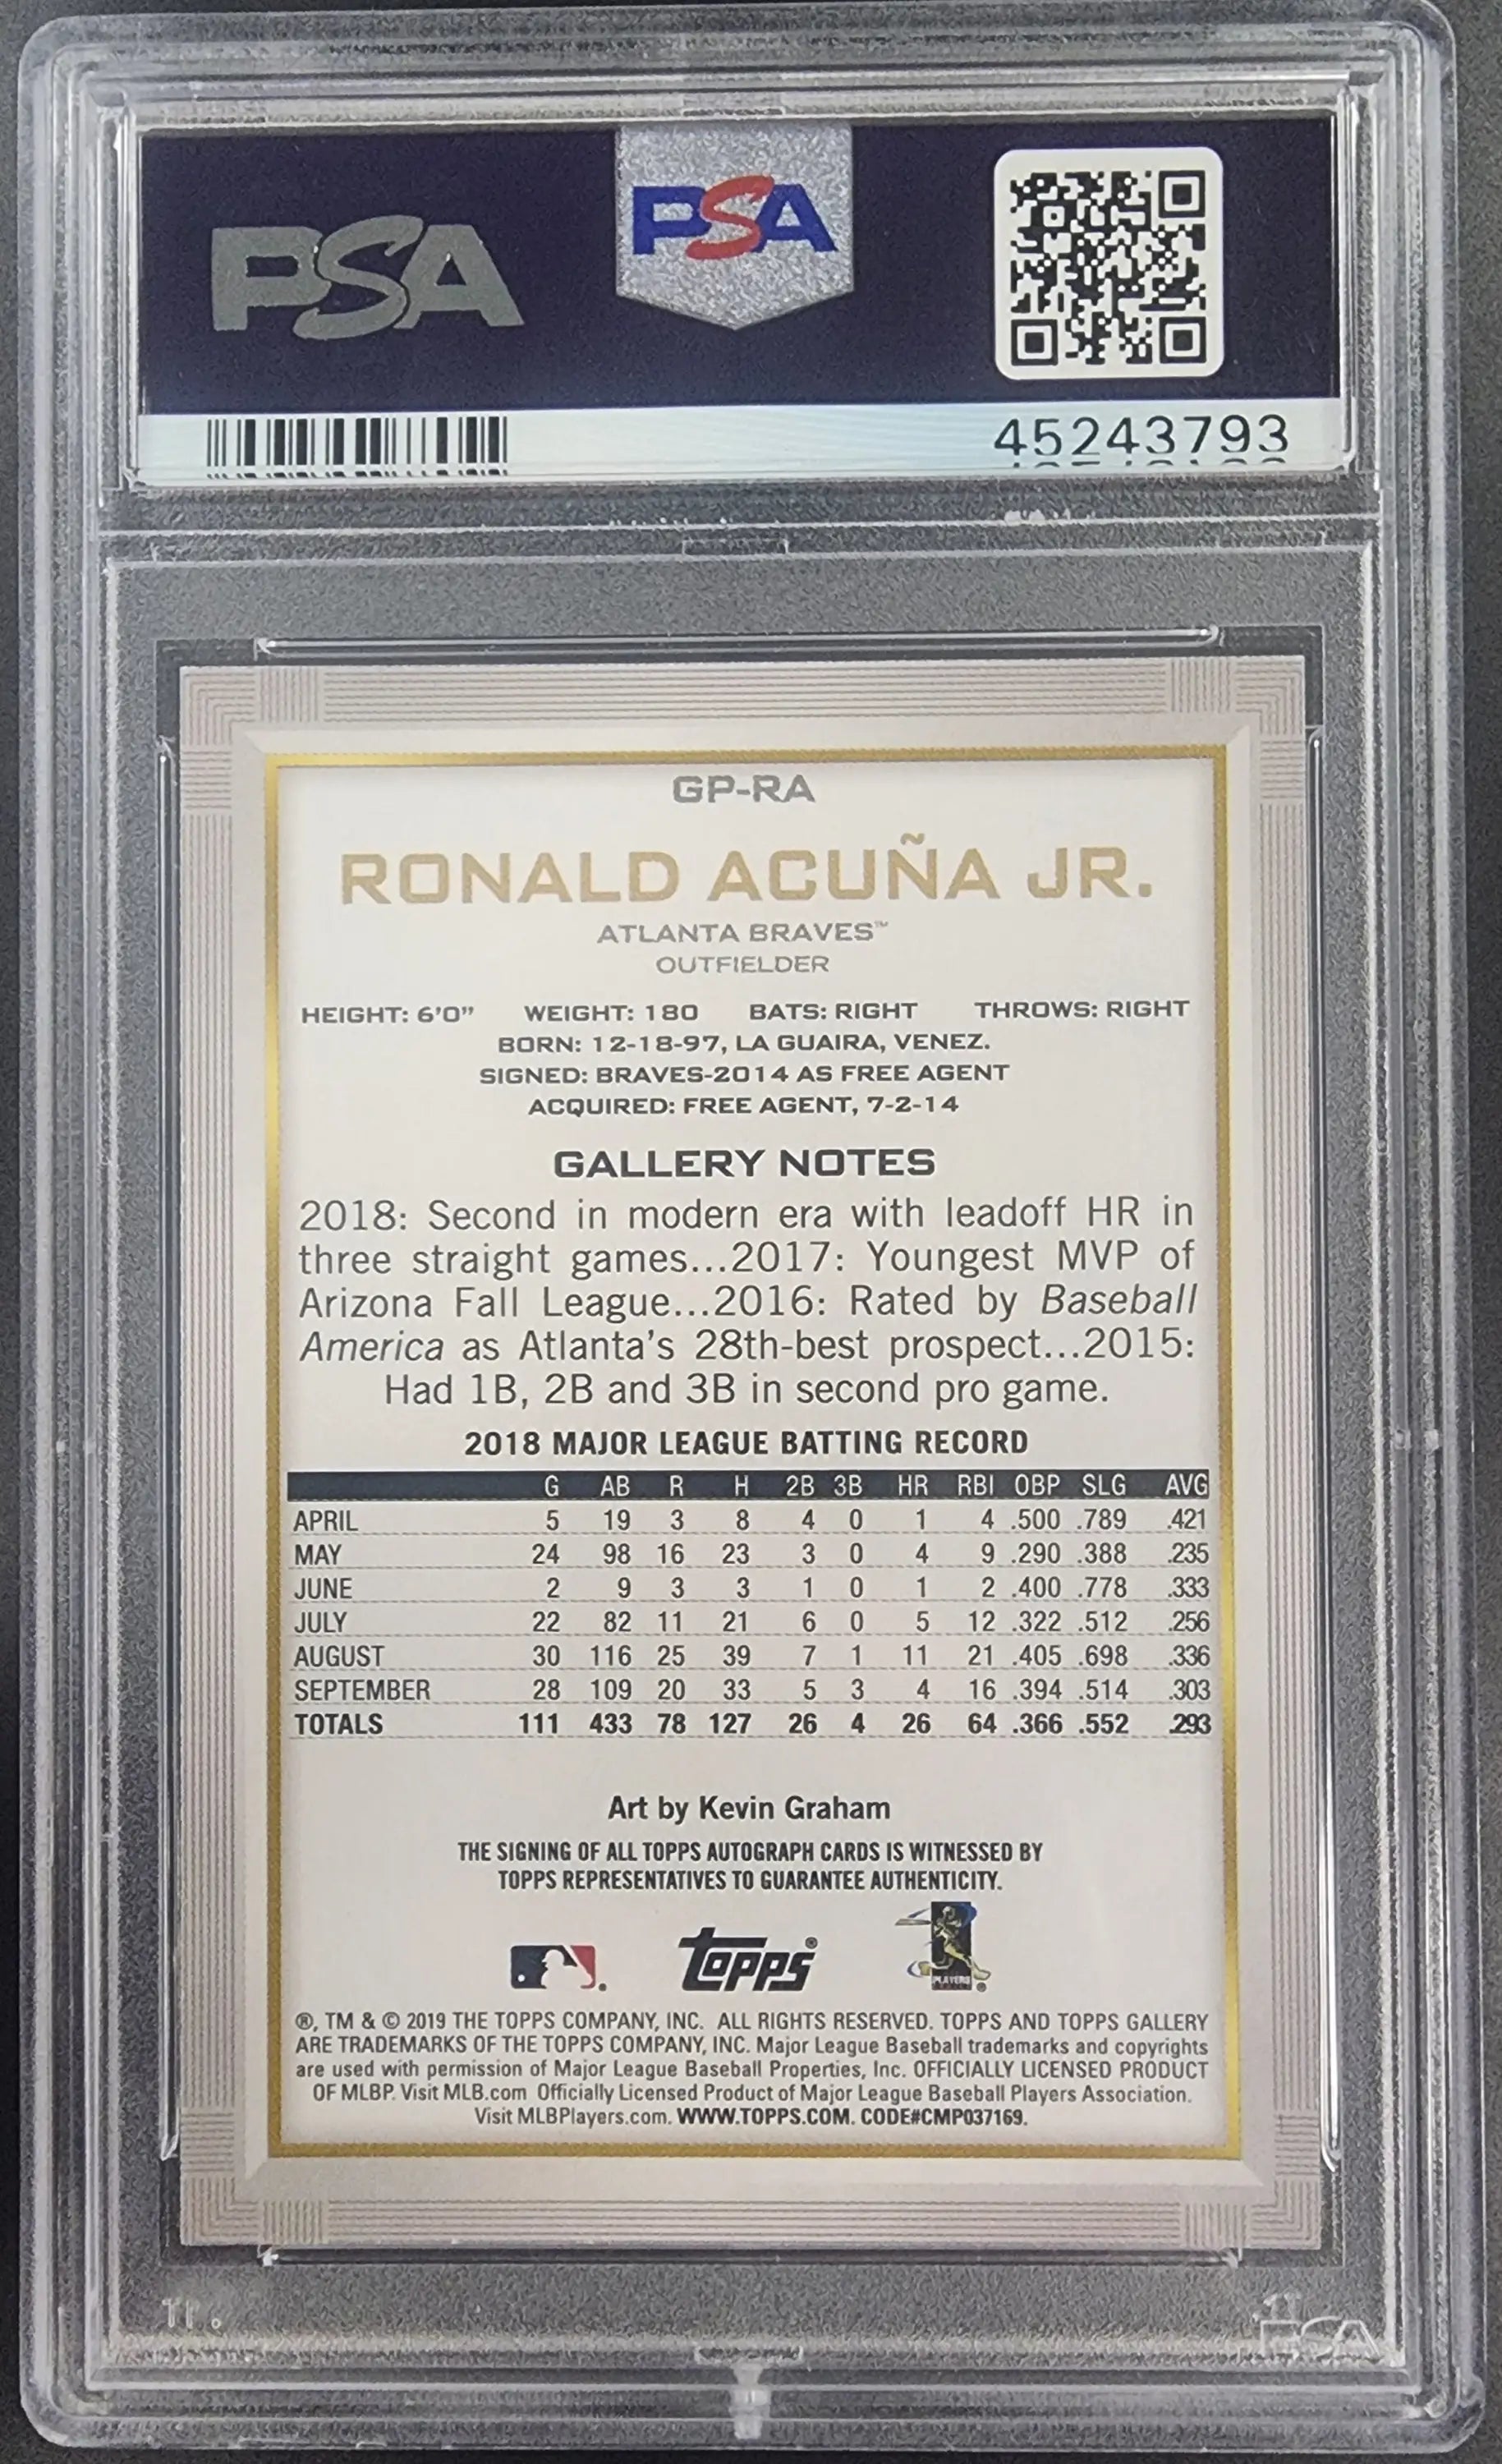 PSA
PSA
45243793
GP-RA
RONALD ACUÑA JR.
ATLANTA BRAVES™
OUTFIELDER
HEIGHT: 6'0" WEIGHT: 180 BATS: RIGHT THROWS: RIGHT
BORN: 12-18-97, LA GUAIRA, VENEZ.
SIGNED: BRAVES-2014 AS FREE AGENT
ACQUIRED: FREE AGENT, 7-2-14
GALLERY NOTES
2018: Second in modern era with leadoff HR in
three straight games...2017: Youngest MVP of
Arizona Fall League...2016: Rated by Baseball
America as Atlanta's 28th-best prospect...2015:
Had 1B, 2B and 3B in second pro game.
2018 MAJOR LEAGUE BATTING RECORD
G AB R H 2B 3B HR RBI OBP SLG AVG
APRIL 5 19 3 8 4 0 1 4 .500 .789 .421
MAY 24 98 16 23 3 0 4 9 .290 .388 .235
JUNE 2 9 3 3 1 0 1 2 .400 .778 .333
JULY 22 82 11 21 6 0 5 12 .322 .512 .256
AUGUST 30 116 25 39 7 1 11 21 .405 .698 .336
SEPTEMBER 28 109 20 33 5 3 4 16 .394 .514 .303
TOTALS 111 433 78 127 26 4 26 64 .366 .552 .293
Art by Kevin Graham
THE SIGNING OF ALL TOPPS AUTOGRAPH CARDS IS WITNESSED BY
TOPPS REPRESENTATIVES TO GUARANTEE AUTHENTICITY.
® Topps® PLAYERS ®
®, TM & © 2019 THE TOPPS COMPANY, INC. ALL RIGHTS RESERVED. TOPPS AND TOPPS GALLERY
ARE TRADEMARKS OF THE TOPPS COMPANY, INC. Major League Baseball trademarks and copyrights
are used with permission of Major League Baseball Properties, Inc. OFFICIALLY LICENSED PRODUCT
OF MLBP. Visit MLB.com Officially Licensed Product of Major League Baseball Players Association.
Visit MLBPlayers.com. WWW.TOPPS.COM. CODE#CMP037169.
PSA